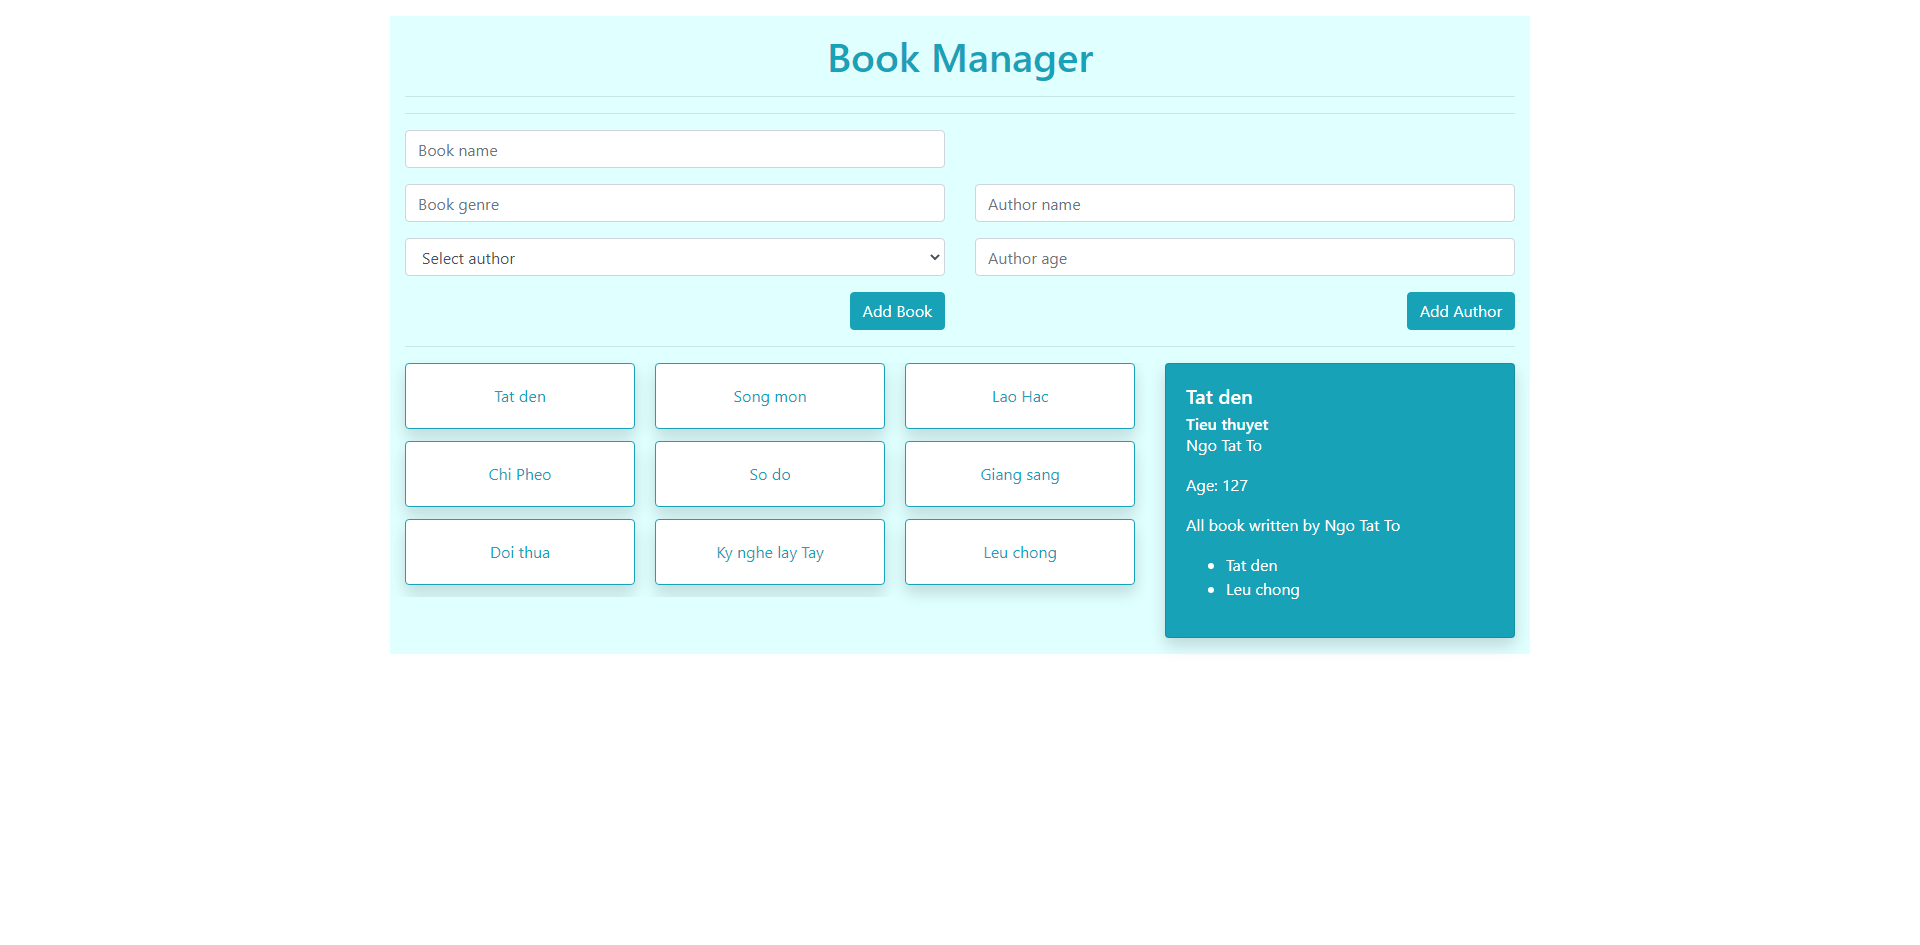 Book Manager
Book name
Book genre
Author name
Select author
Author age
Add Book
Add Author
Tat den
Song mon
Lao Hac
Chi Pheo
So do
Giang sang
Doi thua
Ky nghe lay Tay
Leu chong
Tat den
Tieu thuyet
Ngo Tat To
Age: 127
All book written by Ngo Tat To
Tat den
Leu chong